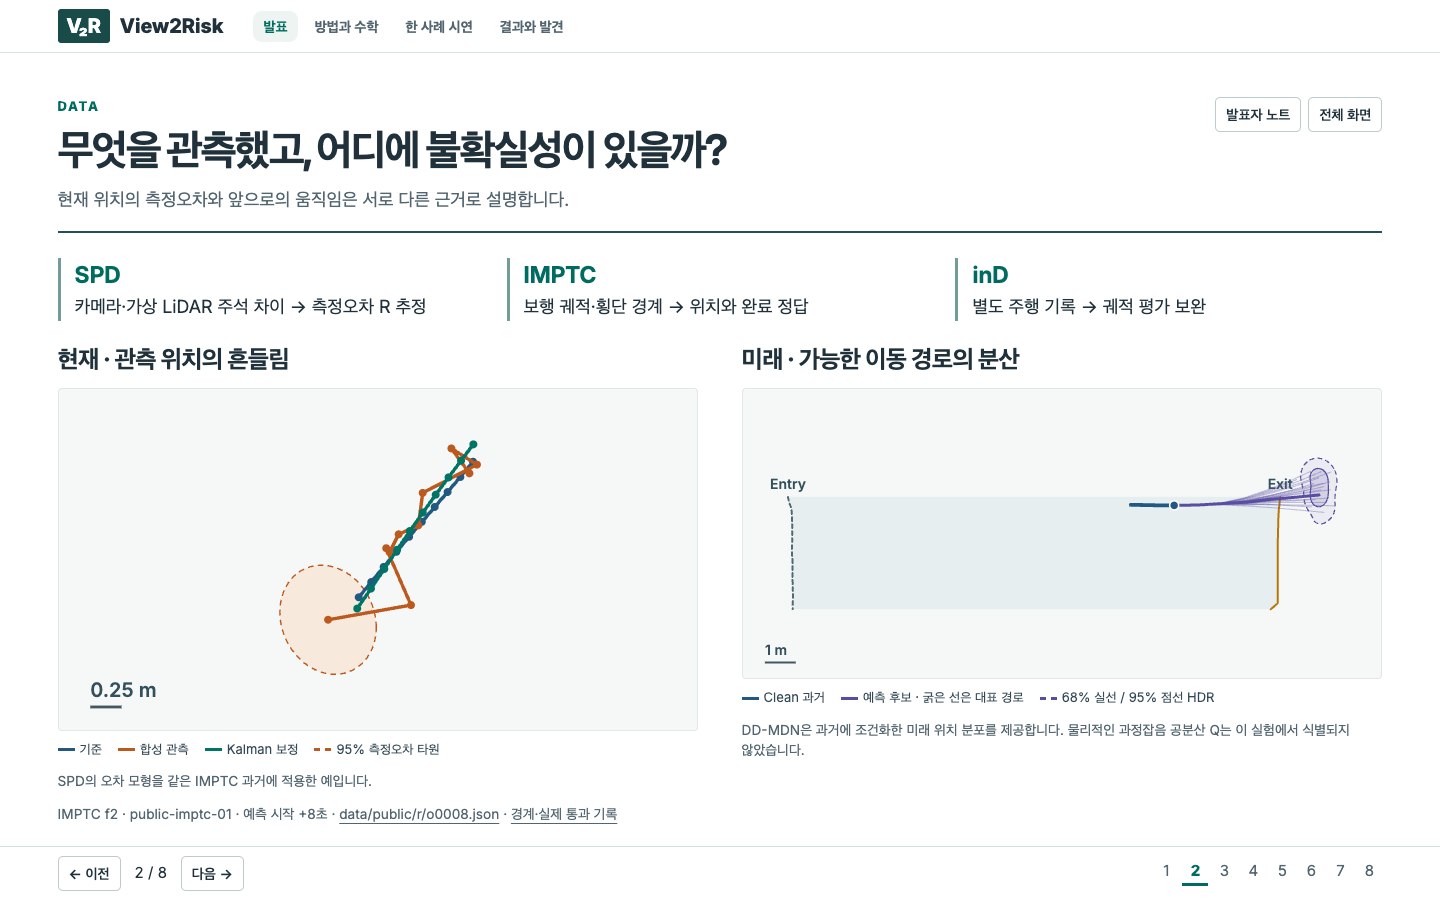 V2R View2Risk 발표 방법과 수학 한 사례 시연 결과와 발견
DATA
발표자 노트 전체 화면
무엇을 관측했고, 어디에 불확실성이 있을까?
현재 위치의 측정오차와 앞으로의 움직임은 서로 다른 근거로 설명합니다.
SPD
카메라·가상 LiDAR 주석 차이 → 측정오차 R 추정
IMPTC
보행 궤적·횡단 경계 → 위치와 완료 정답
inD
별도 주행 기록 → 궤적 평가 보완
현재 · 관측 위치의 흔들림
0.25 m
기준 합성 관측 Kalman 보정 95% 측정오차 타원
SPD의 오차 모형을 같은 IMPTC 과거에 적용한 예입니다.
IMPTC f2 · public-imptc-01 · 예측 시작 +8초 · data/public/r/o0008.json · 경계·실제 통과 기록
미래 · 가능한 이동 경로의 분산
Entry
Exit
1 m
Clean 과거 예측 후보 · 굵은 선은 대표 경로 68% 실선 / 95% 점선 HDR
DD-MDN은 과거에 조건화한 미래 위치 분포를 제공합니다. 물리적인 과정잡음 공분산 Q는 이 실험에서 식별되지
않았습니다.
← 이전 2 / 8 다음 →
1 2 3 4 5 6 7 8